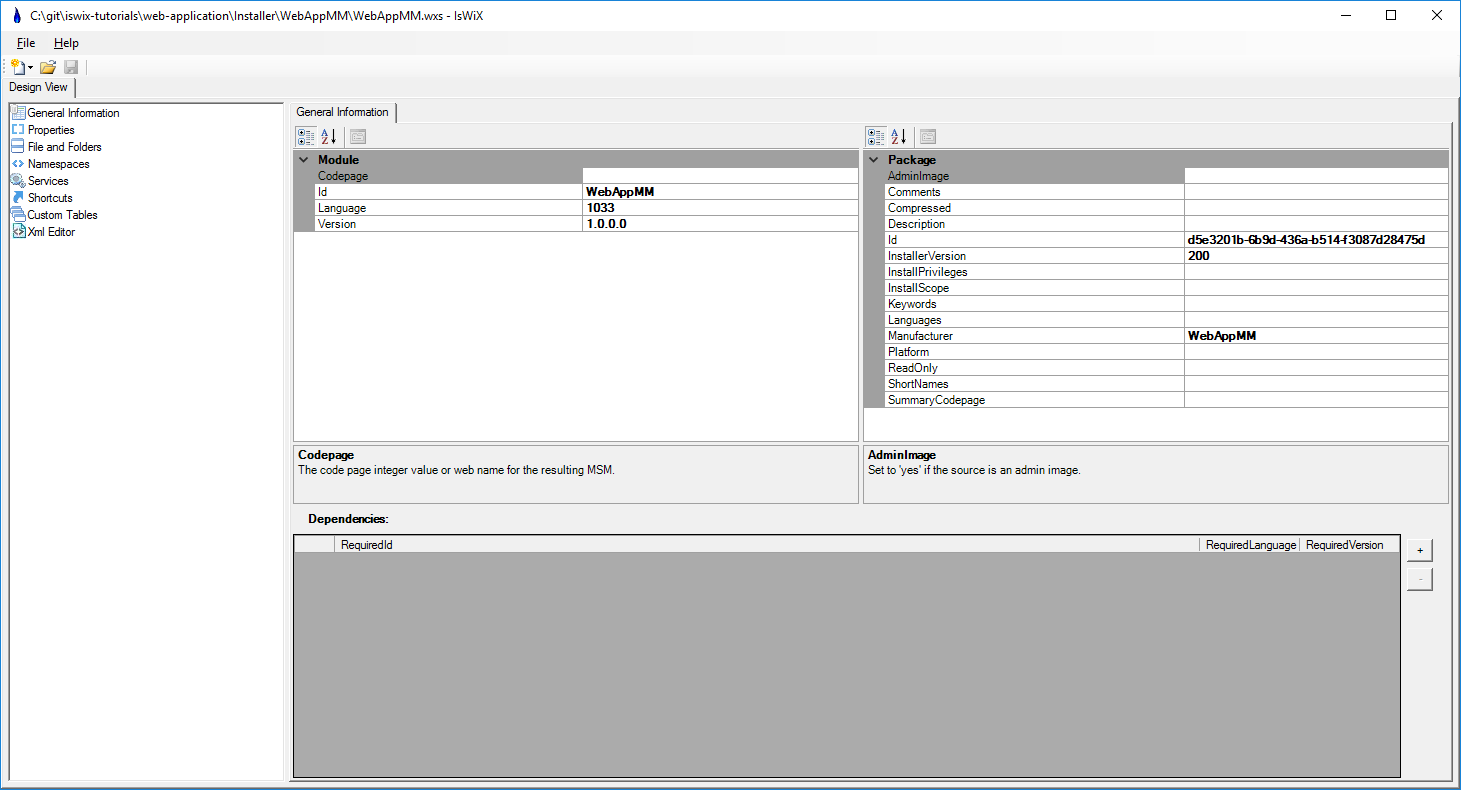 C:\git\iswix-tutorials\web-application\Installer\WebAppMM\WebAppMM.wxs - IsWiX
File Help
Design View
General Information
Properties
File and Folders
Namespaces
Services
Shortcuts
Custom Tables
Xml Editor
General Information
Module
Codepage
Id WebAppMM
Language 1033
Version 1.0.0.0
Codepage
The code page integer value or web name for the resulting MSM.
Package
AdminImage
Comments
Compressed
Description
Id d5e3201b-6b9d-436a-b514-f3087d28475d
InstallerVersion 200
InstallPrivileges
InstallScope
Keywords
Languages
Manufacturer WebAppMM
Platform
ReadOnly
ShortNames
SummaryCodepage
AdminImage
Set to 'yes' if the source is an admin image.
Dependencies:
RequiredId RequiredLanguage RequiredVersion
+
-